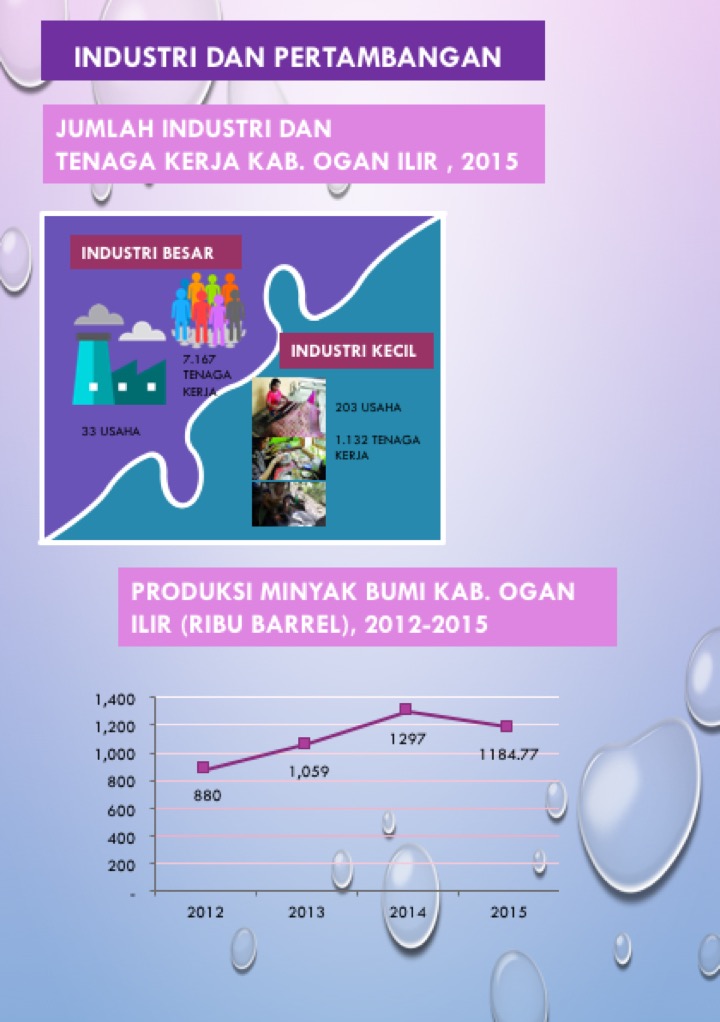 INDUSTRI DAN PERTAMBANGAN
JUMLAH INDUSTRI DAN
TENAGA KERJA KAB. OGAN ILIR , 2015
INDUSTRI BESAR
7.167
TENAGA
KERJA
33 USAHA
INDUSTRI KECIL
203 USAHA
1.132 TENAGA
KERJA
PRODUKSI MINYAK BUMI KAB. OGAN
ILIR (RIBU BARREL), 2012-2015
1,400
1,200
1,000
800
600
400
200
-
880
1,059
1297
1184.77
2012 2013 2014 2015